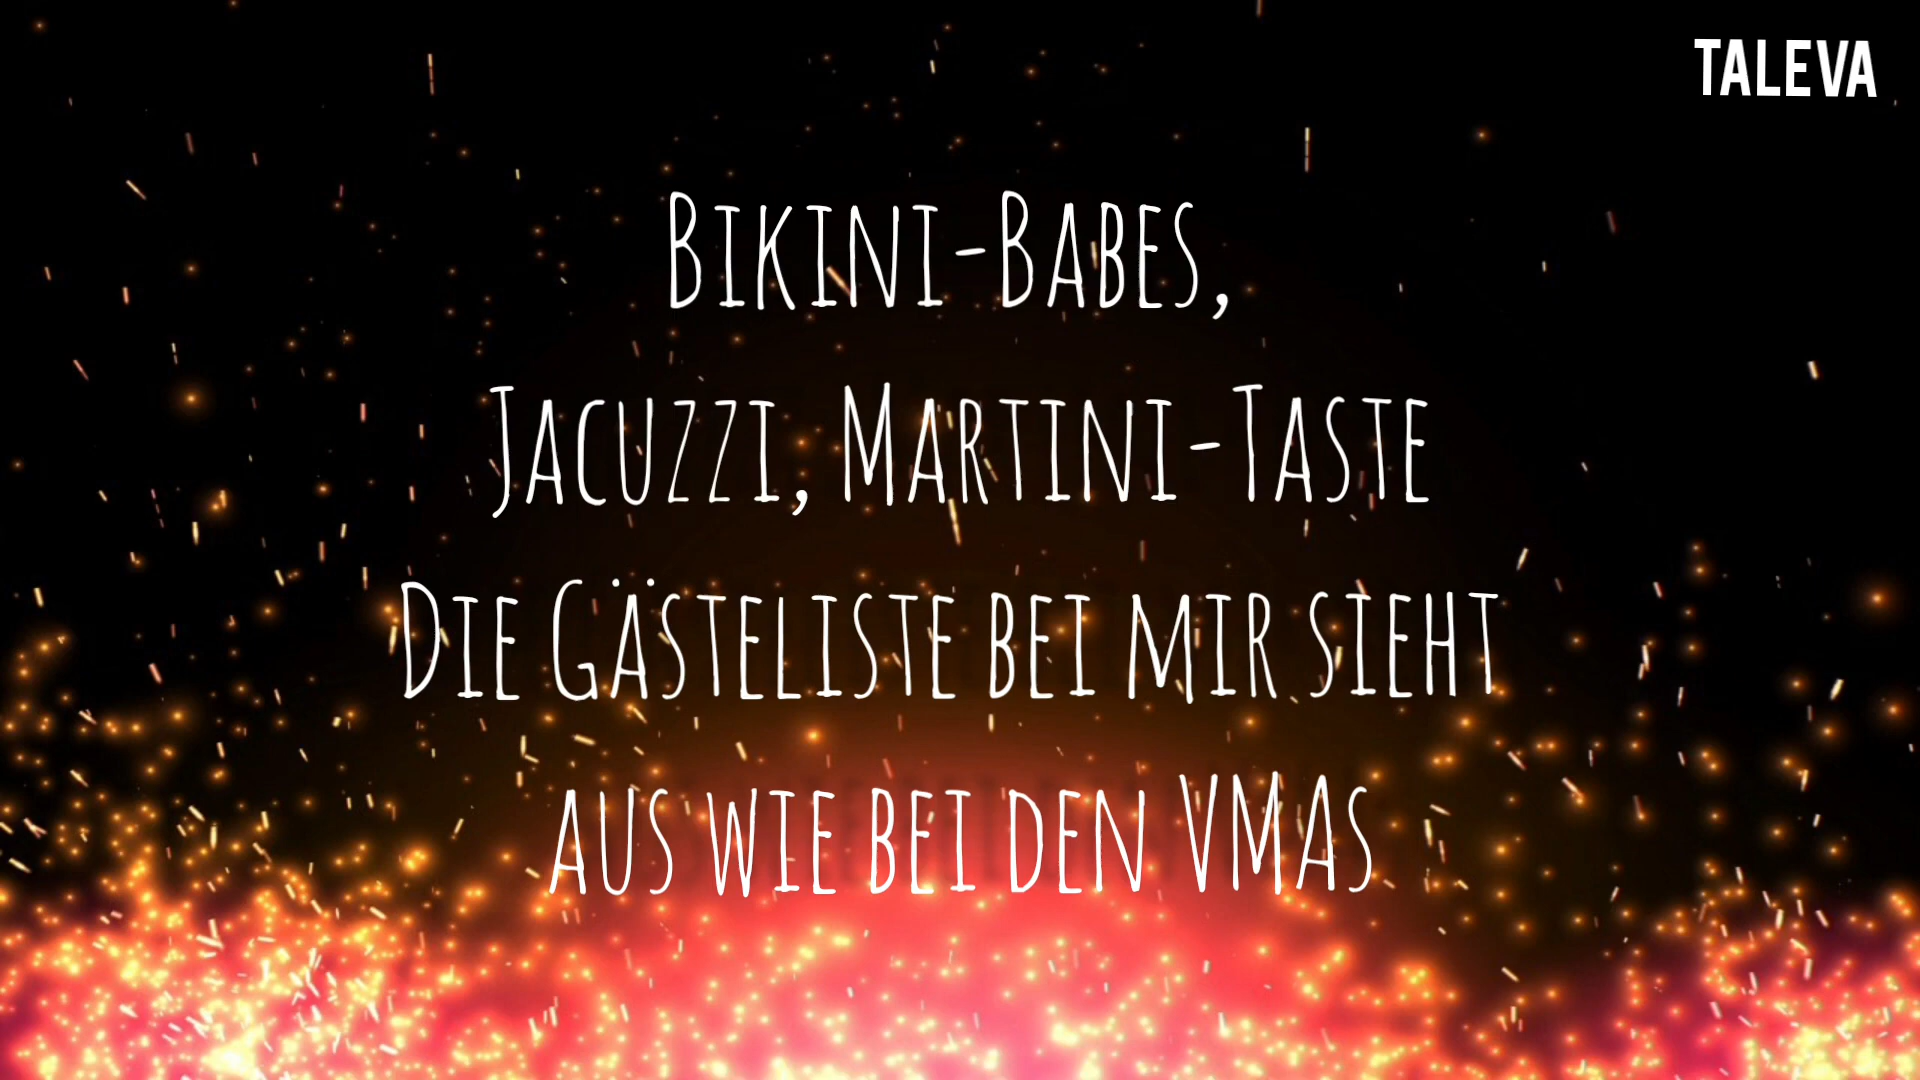 TALEVA
Bikini-Babes,
Jacuzzi, Martini-Taste
Die Gästeliste bei mir sieht
aus wie bei den VMAs